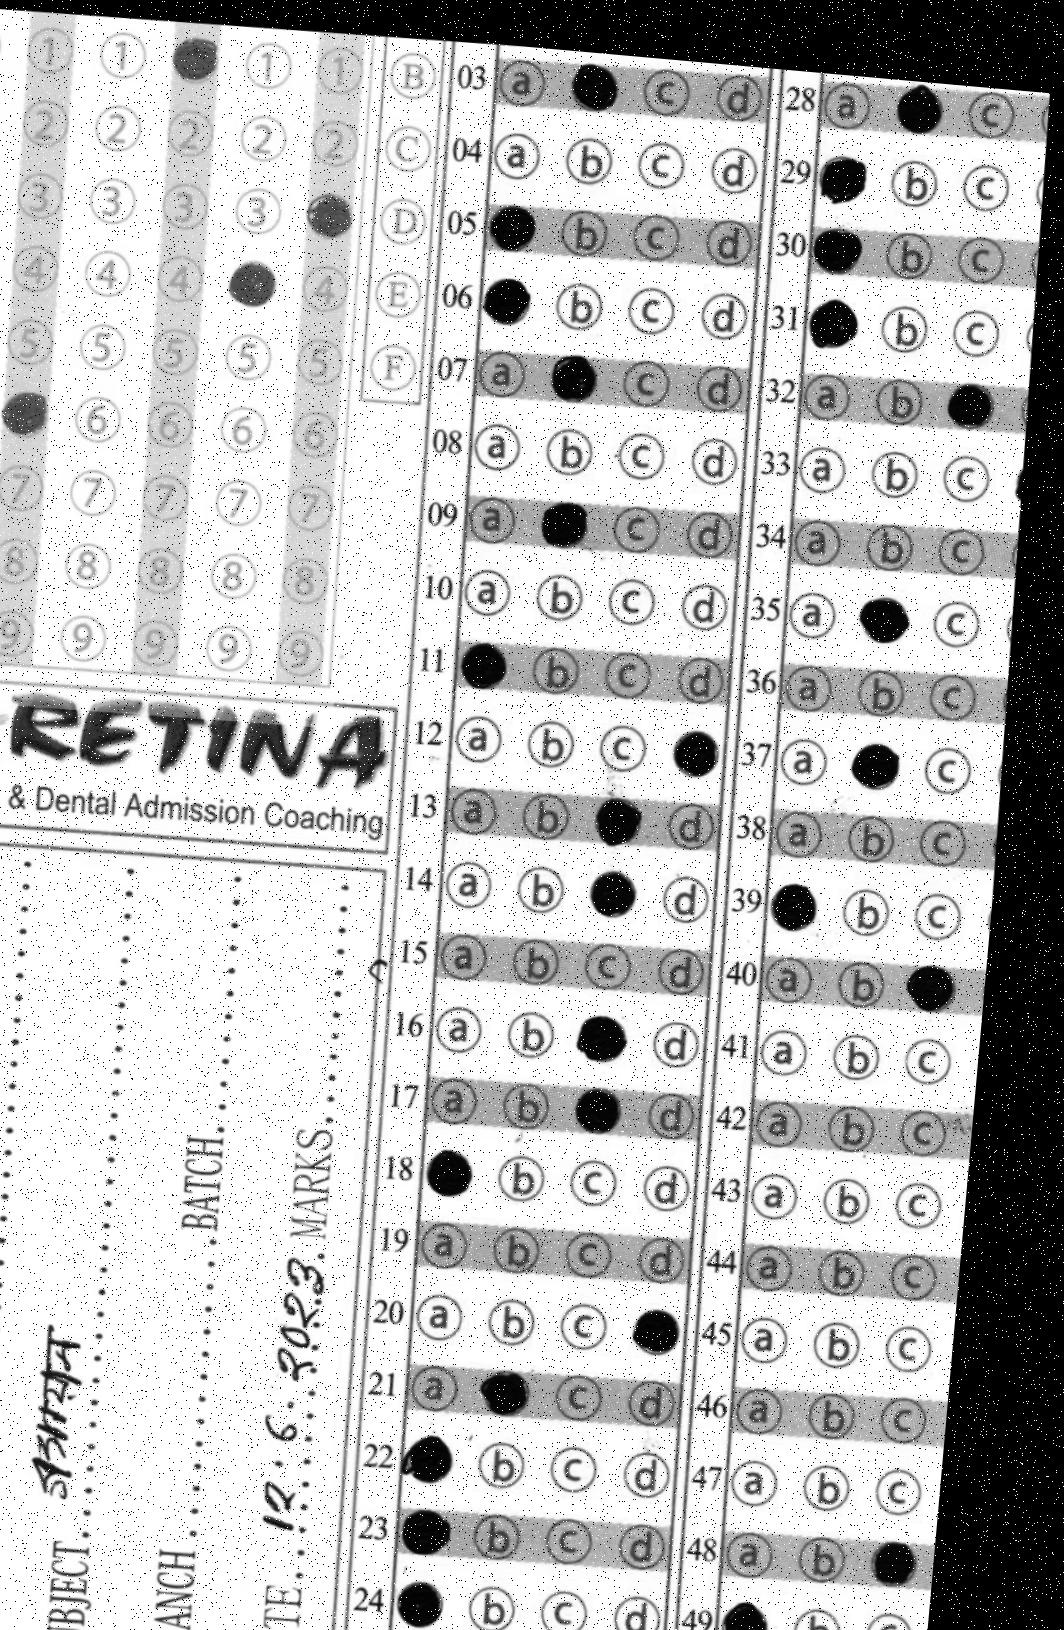 1 1 1 1
2 2 2 2 2
3 3 3 3
4 4 4 4
5 5 5 5 5
6 6 6 6
7 7 7 7 7
8 8 8 8 8
9 9 9 9 9
B
C
D
E
F
RETINA
& Dental Admission Coaching
BATCH
MARKS
12.6.2023
03 a c d
04 a b c d
05 b c d
06 b c d
07 a c d
08 a b c d
09 a c d
10 a b c d
11 b c d
12 a b c
13 a b d
14 a b d
15 a b c d
16 a b d
17 a b d
18 b c d
19 a b c d
20 a b c
21 a c d
22 b c d
23 b c d
24 b c d
28 a c
29 b c
30 b c
31 b c
32 a b
33 a b c
34 a b c
35 a c
36 a b c
37 a c
38 a b c
39 b c
40 a b
41 a b c
42 a b c
43 a b c
44 a b c
45 a b c
46 a b c
47 a b c
48 a b
49 b c